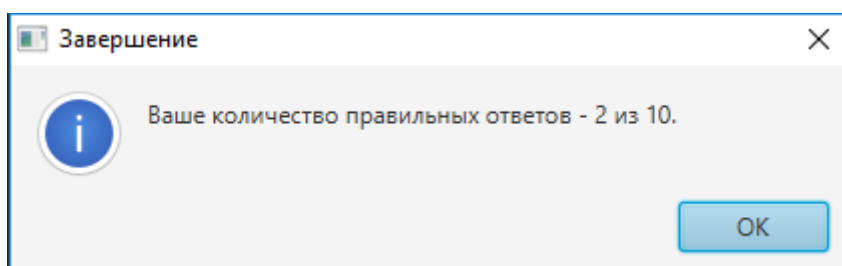 Завершение
Ваше количество правильных ответов - 2 из 10.
OK